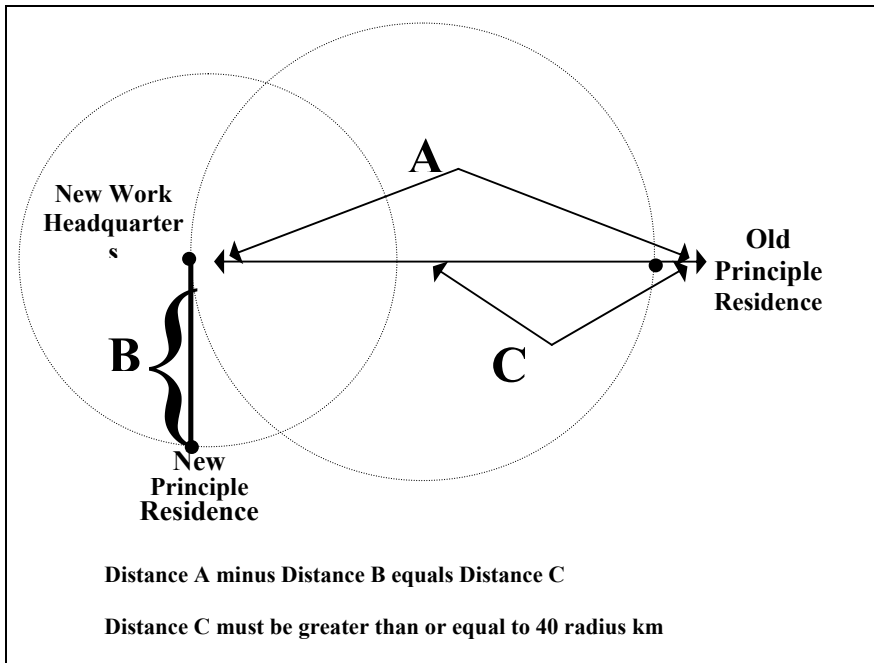 A
New Work
Headquarter
s
Old
Principle
Residence
B
C
New
Principle
Residence
Distance A minus Distance B equals Distance C
Distance C must be greater than or equal to 40 radius km